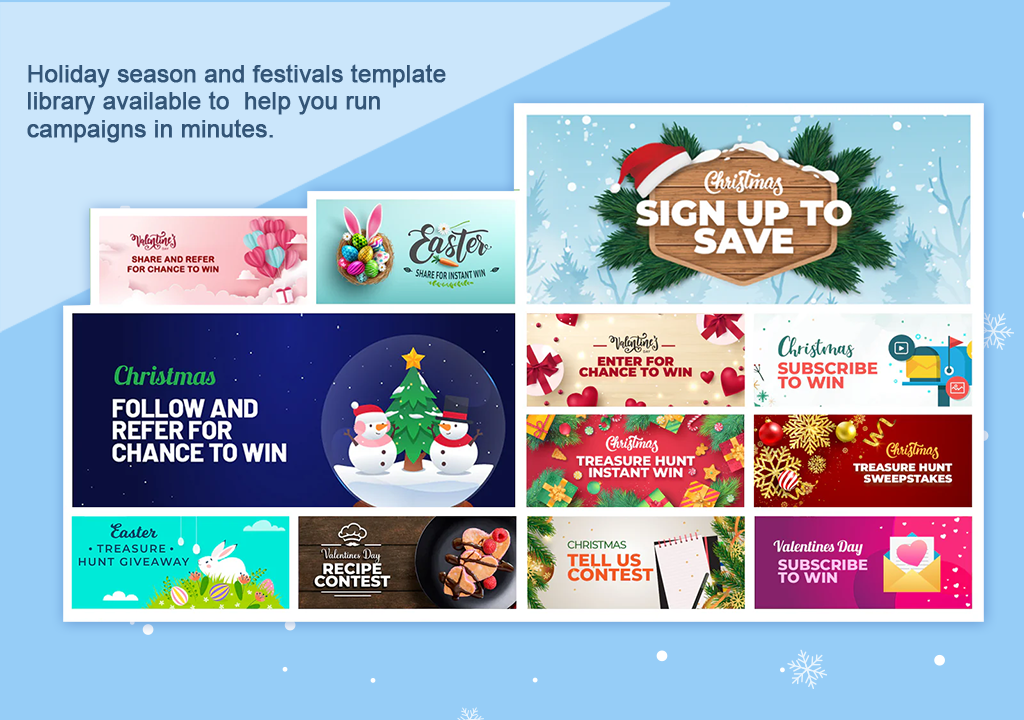 Holiday season and festivals template
library available to  help you run
campaigns in minutes.
Christmas
SIGN UP TO
SAVE
Valentine's
DAY
SHARE AND REFER
FOR CHANCE TO WIN
Easter
SHARE FOR INSTANT WIN
Christmas
FOLLOW AND
REFER FOR
CHANCE TO WIN
Valentine's
ENTER FOR
CHANCE TO WIN
Christmas
SUBSCRIBE
TO WIN
Christmas
TREASURE HUNT
INSTANT WIN
Christmas
TREASURE HUNT
SWEEPSTAKES
Easter
• TREASURE •
HUNT GIVEAWAY
Valentines Day
RECIPE
CONTEST
CHRISTMAS
TELL US
CONTEST
Valentines Day
SUBSCRIBE
TO WIN